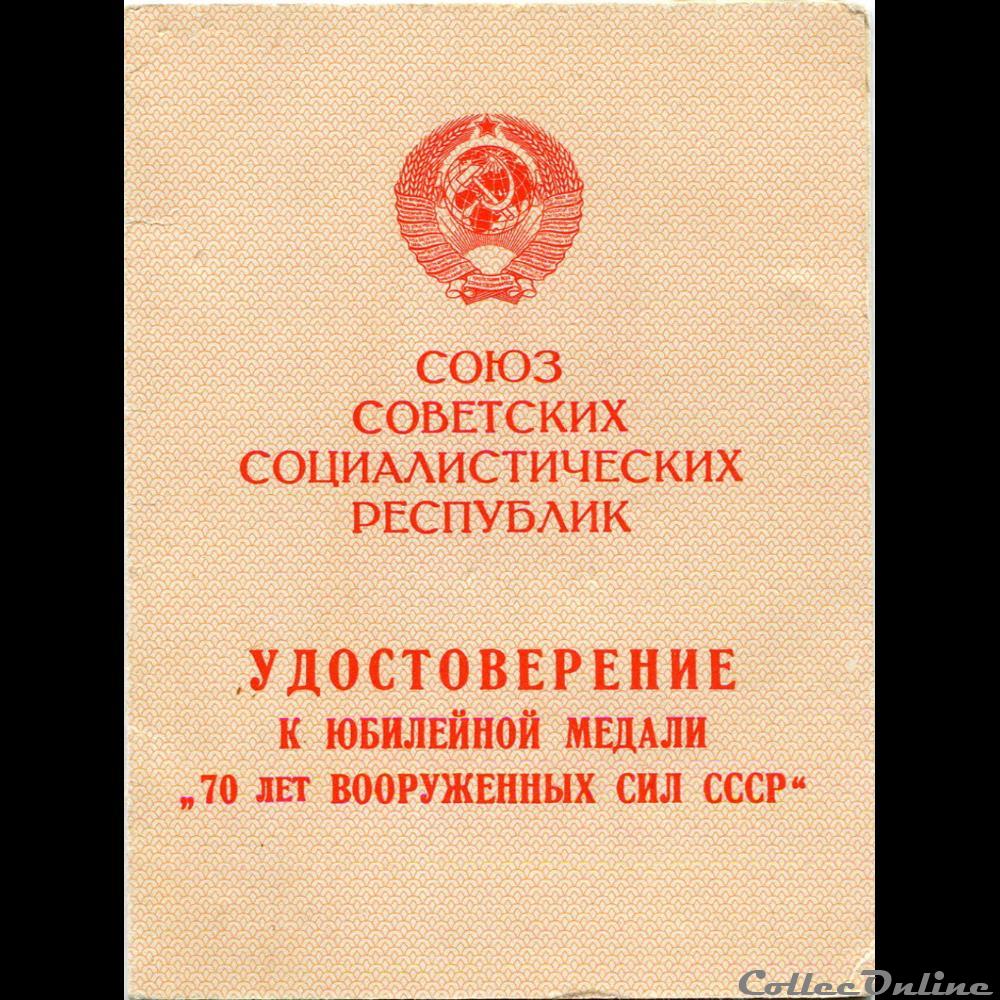 СОЮЗ
СОВЕТСКИХ
СОЦИАЛИСТИЧЕСКИХ
РЕСПУБЛИК
УДОСТОВЕРЕНИЕ
К ЮБИЛЕЙНОЙ МЕДАЛИ
„70 ЛЕТ ВООРУЖЕННЫХ СИЛ СССР“
CollecOnline